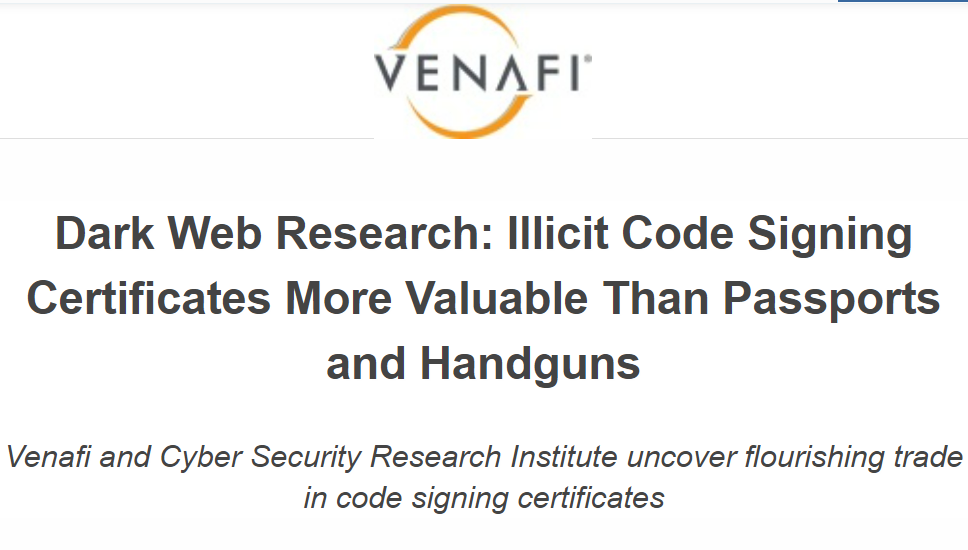 VENAFI®
Dark Web Research: Illicit Code Signing
Certificates More Valuable Than Passports
and Handguns
Venafi and Cyber Security Research Institute uncover flourishing trade
in code signing certificates